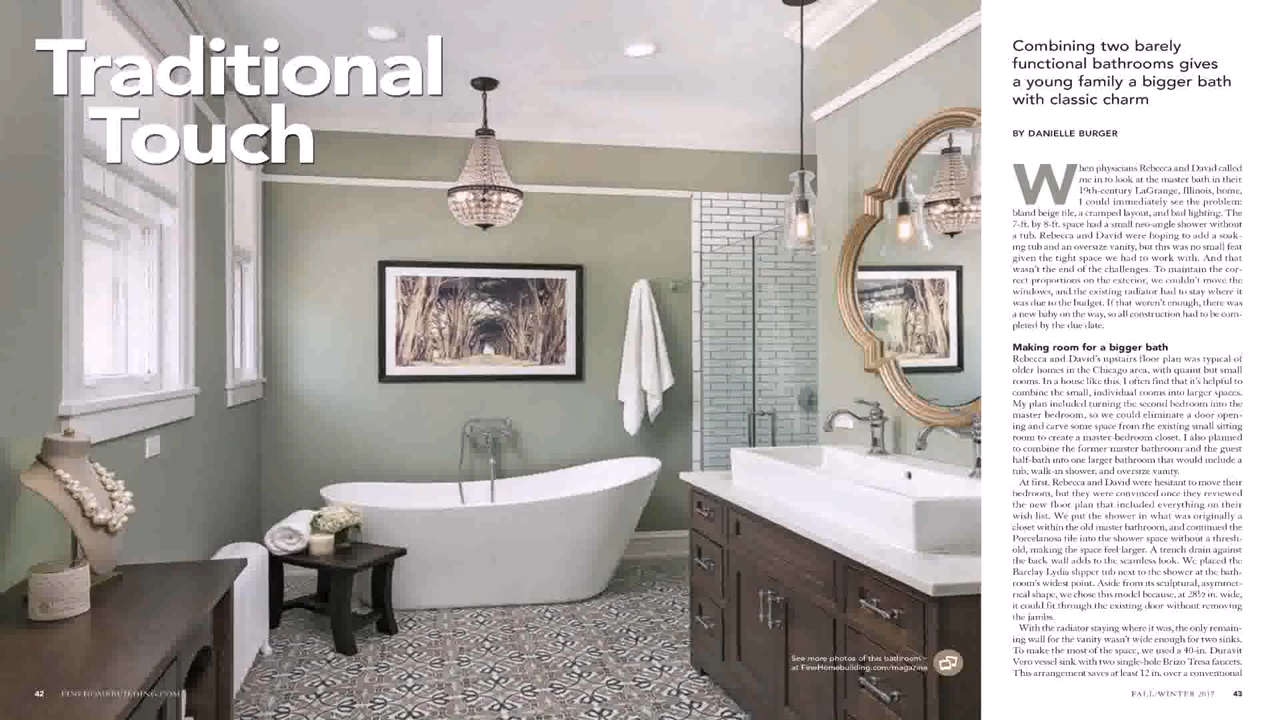 Traditional
Touch
Combining two barely
functional bathrooms gives
a young family a bigger bath
with classic charm
BY DANIELLE BURGER
When physicians Rebecca and David called
me in to look at the master bath in their
19th-century LaGrange, Illinois, home,
I could immediately see the problem:
bland beige tile, a cramped layout, and bad lighting. The
7-ft. by 8-ft. space had a small neo-angle shower without
a tub. Rebecca and David were hoping to add a soak-
ing tub and an oversize vanity, but this was no small feat
given the tight space we had to work with. And that
wasn't the end of the challenges. To maintain the cor-
rect proportions on the exterior, we couldn't move the
windows, and the existing radiator had to stay where it
was due to the budget. If that weren't enough, there was
a new baby on the way, so all construction had to be com-
pleted by the due date.
Making room for a bigger bath
Rebecca and David's upstairs floor plan was typical of
older homes in the Chicago area, with quaint but small
rooms. In a house like this, I often find that it's helpful to
combine the small, individual rooms into larger spaces.
My plan included turning the second bedroom into the
master bedroom, so we could eliminate a door open-
ing and carve some space from the existing small sitting
room to create a master-bedroom closet. I also planned
to combine the former master bathroom and the guest
half-bath into one larger bathroom that would include a
tub, walk-in shower, and oversize vanity.
At first, Rebecca and David were hesitant to move their
bedroom, but they were convinced once they reviewed
the new floor plan that included everything on their
wish list. We put the shower in what was originally a
closet within the old master bathroom, and continued the
Porcelanosa tile into the shower space without a thresh-
old, making the space feel larger. A trench drain against
the back wall adds to the seamless look. We placed the
Barclay Lydia slipper tub next to the shower at the bath-
room's widest point. Aside from its sculptural, asymmet-
rical shape, we chose this model because, at 28½ in. wide,
it could fit through the existing door without removing
the jambs.
With the radiator staying where it was, the only remain-
ing wall for the vanity wasn't wide enough for two sinks.
To make the most of the space, we used a 40-in. Duravit
Vero vessel sink with two single-hole Brizo Tresa faucets.
This arrangement saves at least 12 in. over a conventional
See more photos of this bathroom
at FineHomebuilding.com/magazine
42 FINEHOMEBUILDING.COM
FALL/WINTER 2017 43